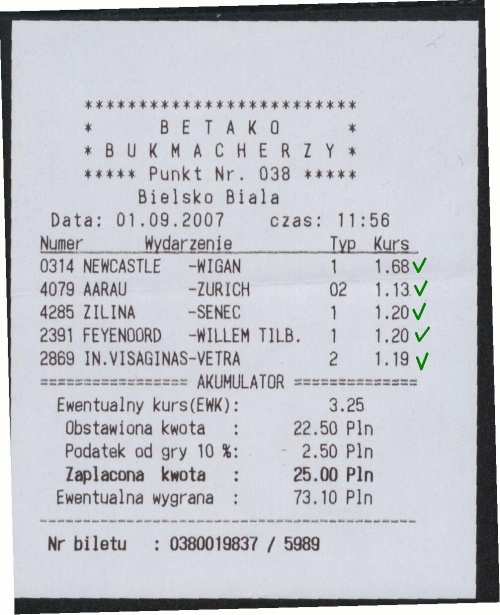 ****************************
* B E T A K O *
* B U K M A C H E R Z Y *
***** Punkt Nr. 038 *****
Bielsko Biala
Data: 01.09.2007 czas: 11:56
Numer Wydarzenie Typ Kurs
0314 NEWCASTLE -WIGAN 1 1.68 ✓
4079 AARAU -ZURICH 02 1.13 ✓
4285 ZILINA -SENEC 1 1.20 ✓
2391 FEYENOORD -WILLEM TILB. 1 1.20 ✓
2869 IN.VISAGINAS-VETRA 2 1.19 ✓
================= AKUMULATOR ==============
Ewentualny kurs(EWK): 3.25
Obstawiona kwota : 22.50 Pln
Podatek od gry 10 %: 2.50 Pln
Zaplacona kwota : 25.00 Pln
Ewentualna wygrana : 73.10 Pln
-------------------------------------------
Nr biletu : 0380019837 / 5989